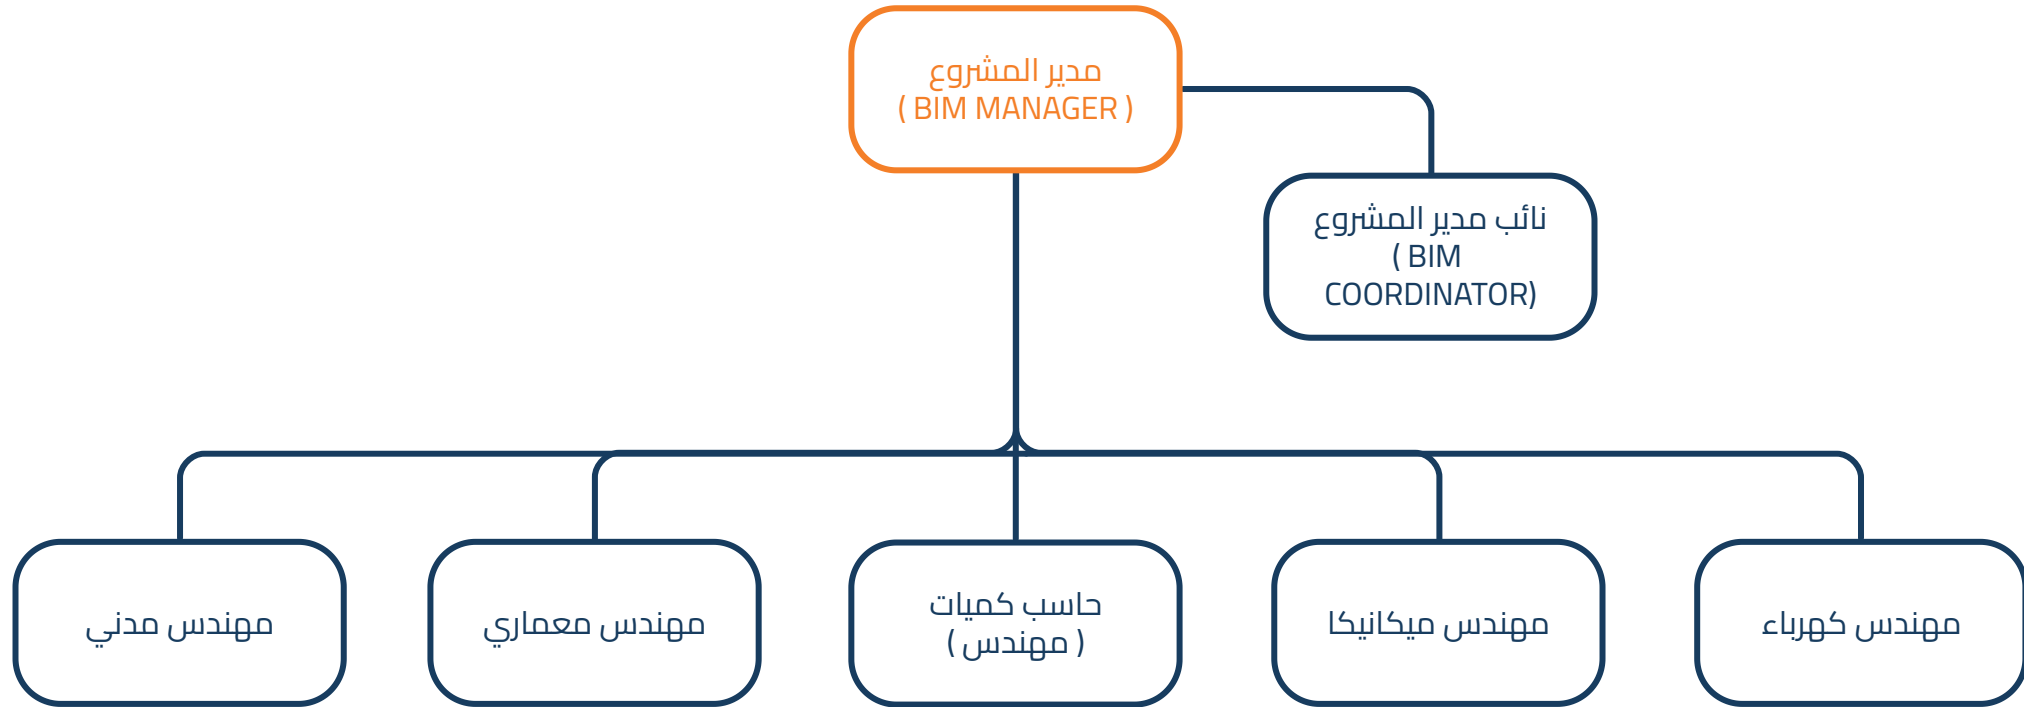 مدير المشروع
( BIM MANAGER )
نائب مدير المشروع
( BIM
COORDINATOR)
مهندس كهرباء
مهندس ميكانيكا
حاسب كميات
( مهندس )
مهندس معماري
مهندس مدني